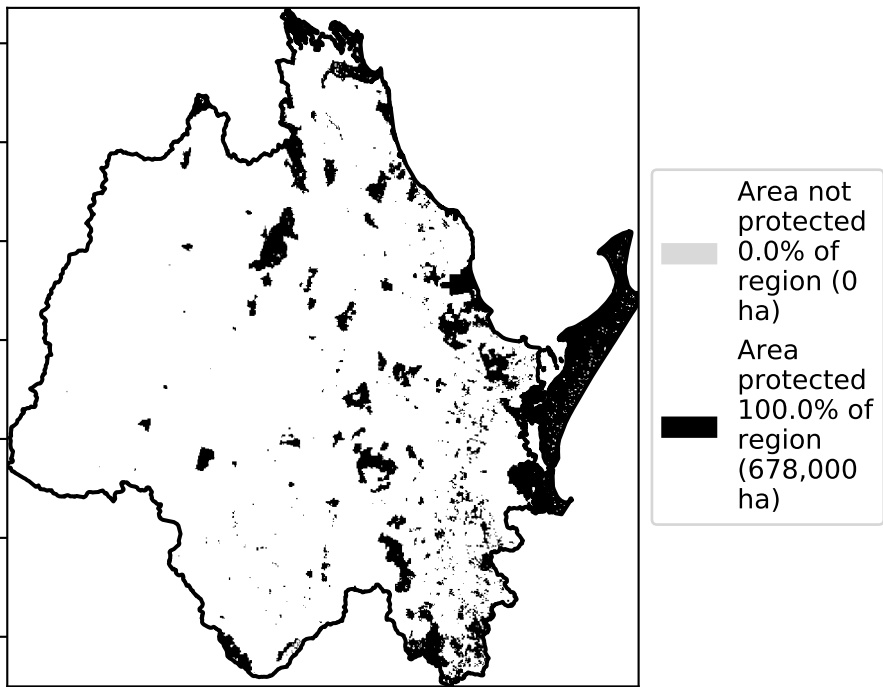 Area not
protected
0.0% of
region (0
ha)
Area
protected
100.0% of
region
(678,000
ha)